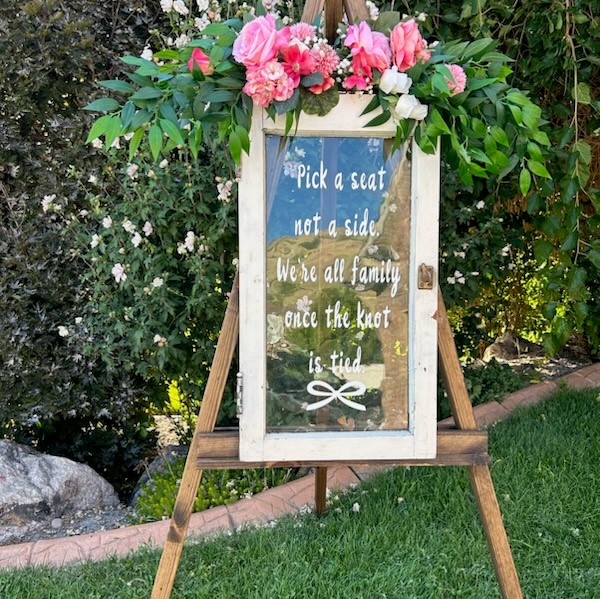 Pick a seat
not a side.
We're all family
once the knot
is tied.